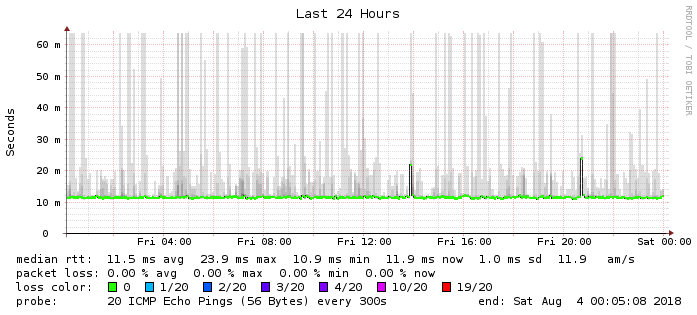 Last 24 Hours
RRDTOOL / TOBI OETIKER
Seconds
60 m
50 m
40 m
30 m
20 m
10 m
0
Fri 04:00 Fri 08:00 Fri 12:00 Fri 16:00 Fri 20:00 Sat 00:00
median rtt: 11.5 ms avg 23.9 ms max 10.9 ms min 11.9 ms now 1.0 ms sd 11.9 am/s
packet loss: 0.00 % avg 0.00 % max 0.00 % min 0.00 % now
loss color: 0 1/20 2/20 3/20 4/20 10/20 19/20
probe: 20 ICMP Echo Pings (56 Bytes) every 300s end: Sat Aug 4 00:05:08 2018